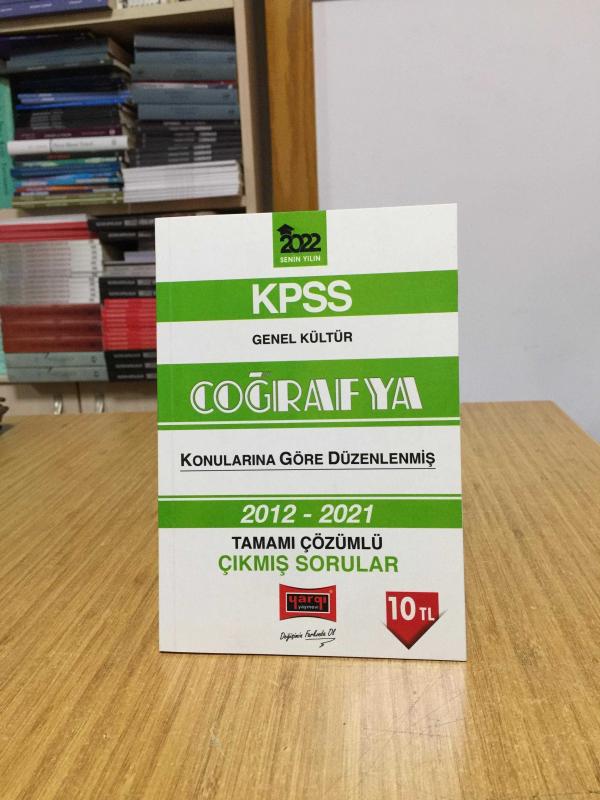 2022
SENİN YILIN
KPSS
GENEL KÜLTÜR
COĞRAFYA
KONULARINA GÖRE DÜZENLENMİŞ
2012 - 2021
TAMAMI ÇÖZÜMLÜ
ÇIKMIŞ SORULAR
yargı
yayınevi
Değişimin Farkında Ol
10 TL